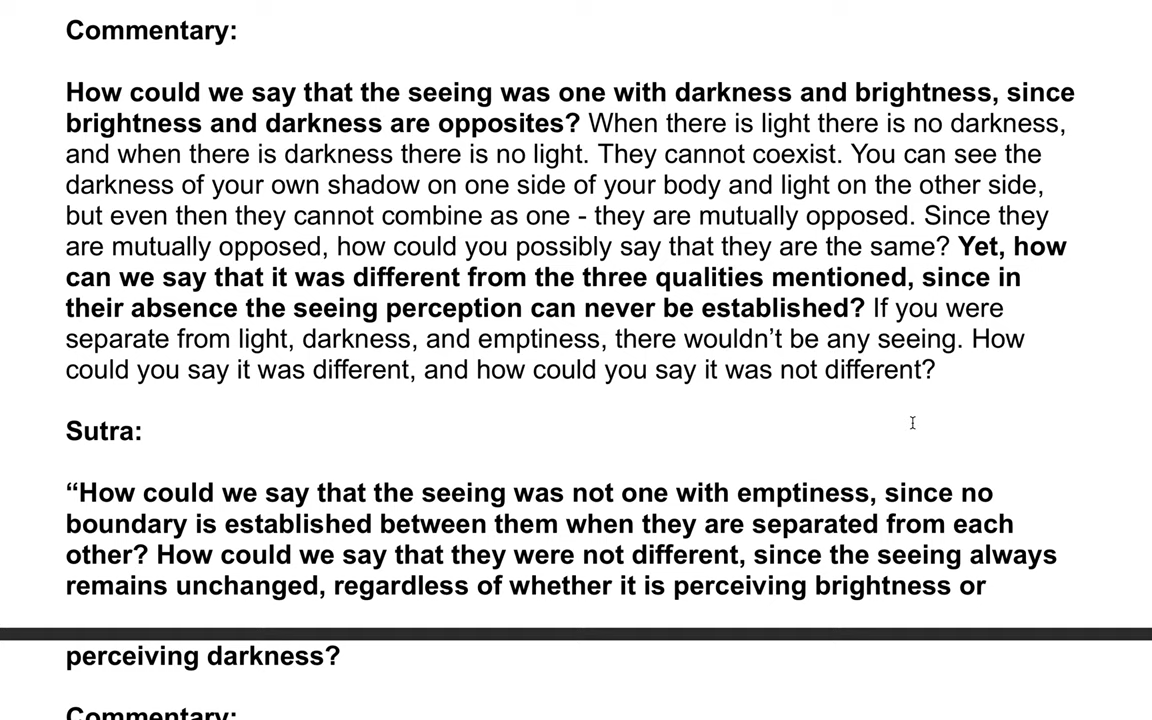 Commentary:
How could we say that the seeing was one with darkness and brightness, since
brightness and darkness are opposites? When there is light there is no darkness,
and when there is darkness there is no light. They cannot coexist. You can see the
darkness of your own shadow on one side of your body and light on the other side,
but even then they cannot combine as one - they are mutually opposed. Since they
are mutually opposed, how could you possibly say that they are the same? Yet, how
can we say that it was different from the three qualities mentioned, since in
their absence the seeing perception can never be established? If you were
separate from light, darkness, and emptiness, there wouldn’t be any seeing. How
could you say it was different, and how could you say it was not different?
Sutra:
“How could we say that the seeing was not one with emptiness, since no
boundary is established between them when they are separated from each
other? How could we say that they were not different, since the seeing always
remains unchanged, regardless of whether it is perceiving brightness or
perceiving darkness?
Commentary: